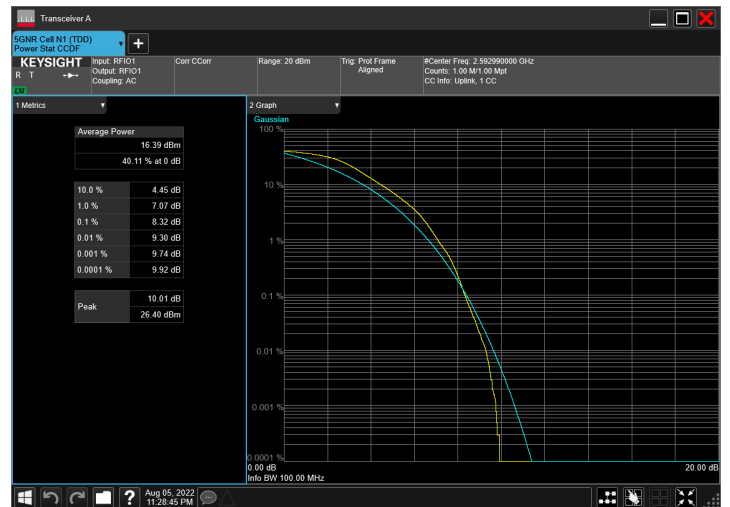 Transceiver A
5GNR Cell N1 (TDD)
Power Stat CCDF
KEYSIGHT
R T
LXI
Input: RFIO1
Output: RFIO1
Coupling: AC
Corr CCorr
Range: 20 dBm
Trig: Prot Frame
Aligned
#Center Freq: 2.592990000 GHz
Counts: 1.00 M/1.00 Mpt
CC Info: Uplink, 1 CC
1 Metrics
Average Power
16.39 dBm
40.11 % at 0 dB
10.0 % 4.45 dB
1.0 % 7.07 dB
0.1 % 8.32 dB
0.01 % 9.30 dB
0.001 % 9.74 dB
0.0001 % 9.92 dB
Peak
10.01 dB
26.40 dBm
2 Graph
Gaussian
100 %
10 %
1 %
0.1 %
0.01 %
0.001 %
0.0001 %
0.00 dB 20.00 dB
Info BW 100.00 MHz
?
Aug 05, 2022
11:28:45 PM